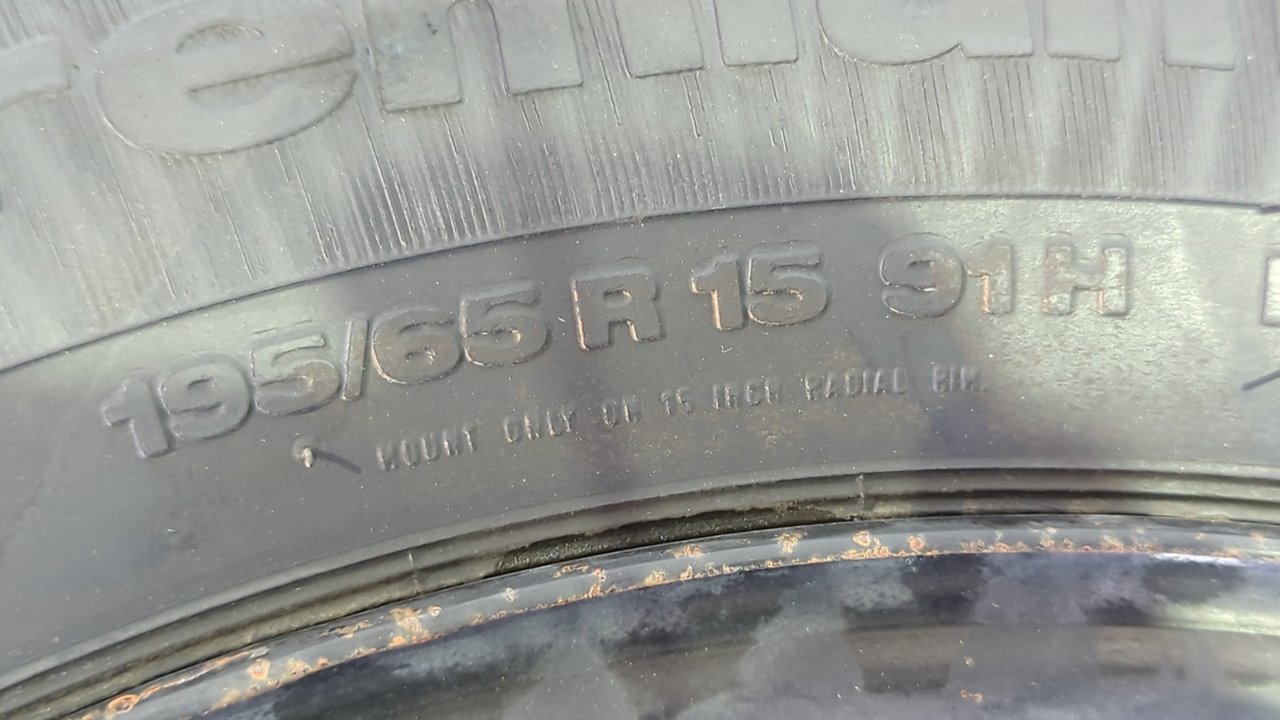 195/65 R 15 91 H
MOUNT ONLY ON 15 INCH RADIAL RIM.